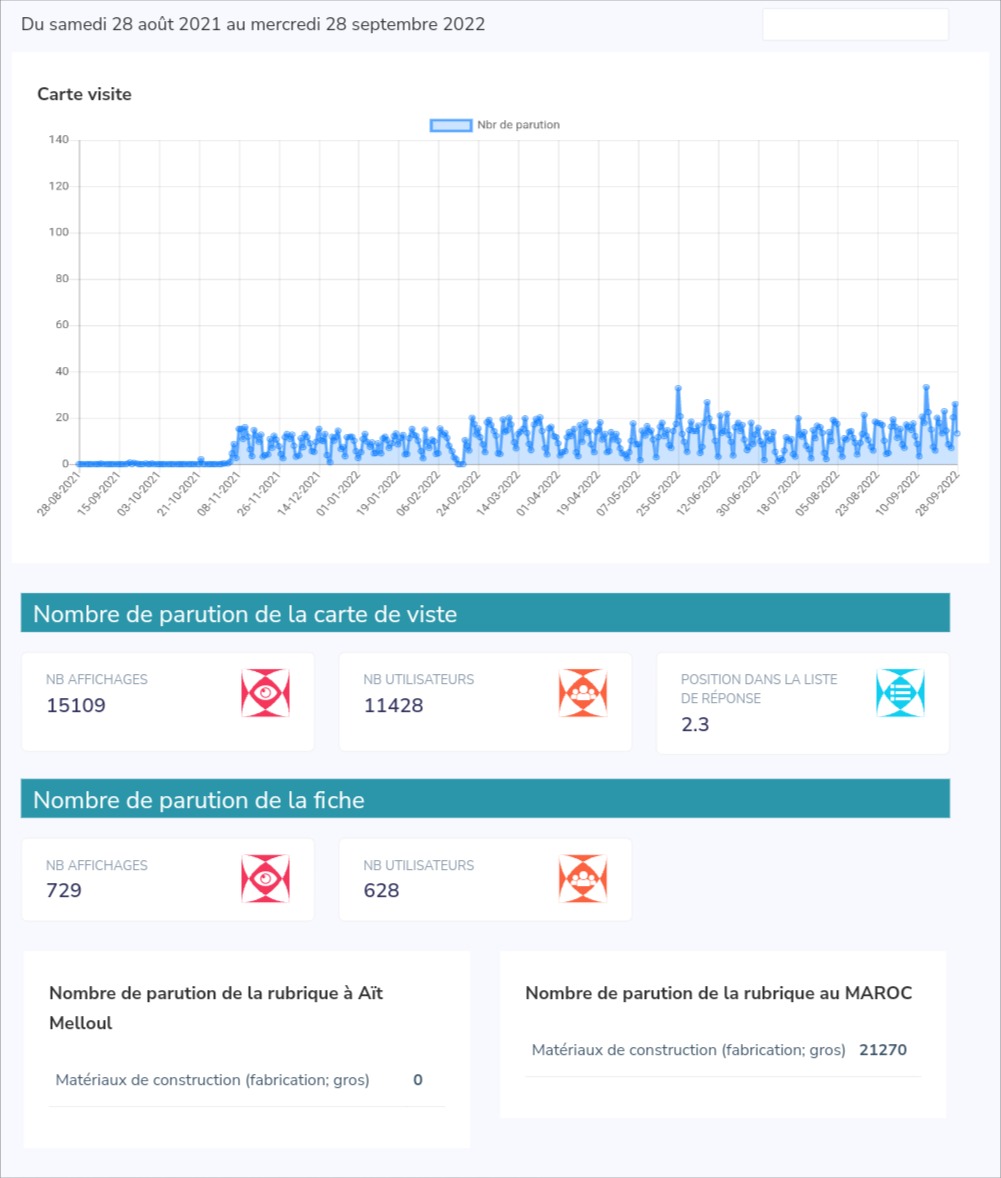 Du samedi 28 août 2021 au mercredi 28 septembre 2022
Carte visite
Nbr de parution
140
120
100
80
60
40
20
0
28-08-2021
15-09-2021
03-10-2021
21-10-2021
08-11-2021
26-11-2021
14-12-2021
01-01-2022
19-01-2022
06-02-2022
24-02-2022
14-03-2022
01-04-2022
19-04-2022
07-05-2022
25-05-2022
12-06-2022
30-06-2022
18-07-2022
05-08-2022
23-08-2022
10-09-2022
28-09-2022
Nombre de parution de la carte de viste
NB AFFICHAGES
15109
NB UTILISATEURS
11428
POSITION DANS LA LISTE
DE RÉPONSE
2.3
Nombre de parution de la fiche
NB AFFICHAGES
729
NB UTILISATEURS
628
Nombre de parution de la rubrique à Aït
Melloul
Matériaux de construction (fabrication; gros) 0
Nombre de parution de la rubrique au MAROC
Matériaux de construction (fabrication; gros) 21270